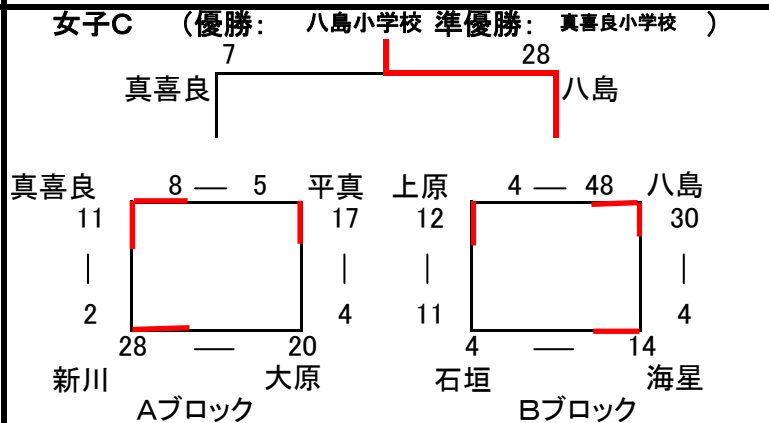 女子C （優勝： 八島小学校 準優勝： 真喜良小学校 ）
7 28
真喜良 八島
真喜良 8 ― 5 平真 上原 4 ― 48 八島
11 17 12 30
| | | |
2 4 11 4
28 ― 20 4 ― 14
新川 大原 石垣 海星
Aブロック Bブロック